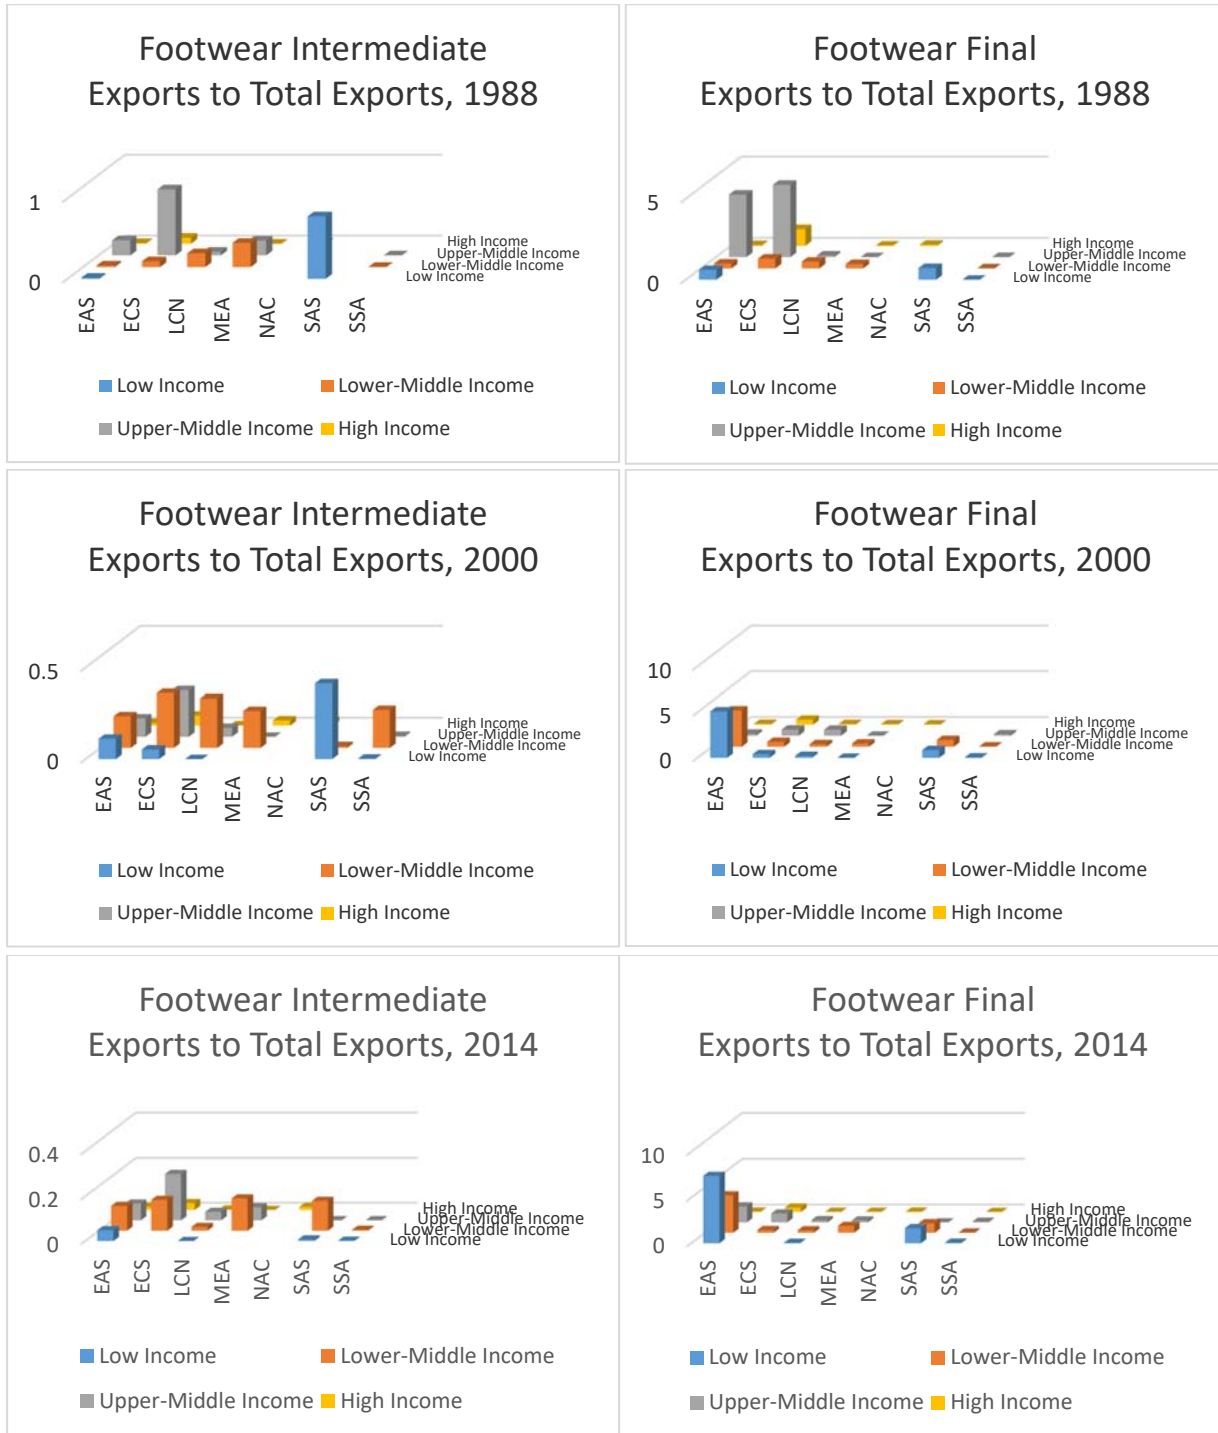 Footwear Intermediate
Exports to Total Exports, 1988
1
0
High Income
Upper-Middle Income
Lower-Middle Income
Low Income
EAS
ECS
LCN
MEA
NAC
SAS
SSA
Low Income
Lower-Middle Income
Upper-Middle Income
High Income
Footwear Final
Exports to Total Exports, 1988
5
0
High Income
Upper-Middle Income
Lower-Middle Income
Low Income
EAS
ECS
LCN
MEA
NAC
SAS
SSA
Low Income
Lower-Middle Income
Upper-Middle Income
High Income
Footwear Intermediate
Exports to Total Exports, 2000
0.5
0
High Income
Upper-Middle Income
Lower-Middle Income
Low Income
EAS
ECS
LCN
MEA
NAC
SAS
SSA
Low Income
Lower-Middle Income
Upper-Middle Income
High Income
Footwear Final
Exports to Total Exports, 2000
10
5
0
High Income
Upper-Middle Income
Lower-Middle Income
Low Income
EAS
ECS
LCN
MEA
NAC
SAS
SSA
Low Income
Lower-Middle Income
Upper-Middle Income
High Income
Footwear Intermediate
Exports to Total Exports, 2014
0.4
0.2
0
High Income
Upper-Middle Income
Lower-Middle Income
Low Income
EAS
ECS
LCN
MEA
NAC
SAS
SSA
Low Income
Lower-Middle Income
Upper-Middle Income
High Income
Footwear Final
Exports to Total Exports, 2014
10
5
0
High Income
Upper-Middle Income
Lower-Middle Income
Low Income
EAS
ECS
LCN
MEA
NAC
SAS
SSA
Low Income
Lower-Middle Income
Upper-Middle Income
High Income